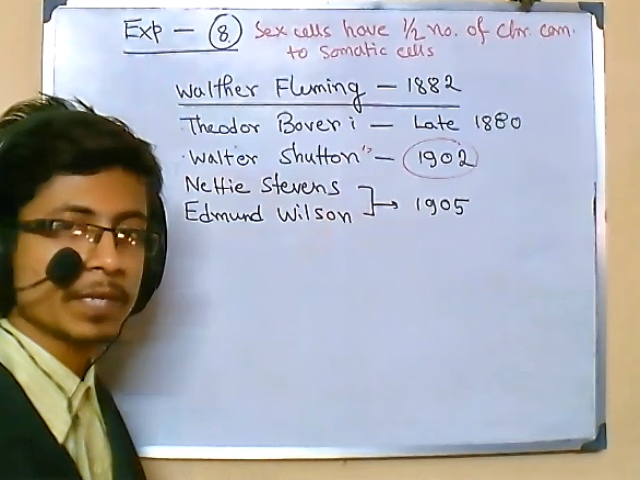 Exp - 8 Sex cells have 1/2 no. of Chr. com.
to Somatic cells
Walther Fleming - 1882
Theodor Boveri - Late 1880
Walter Shutton's - 1902
Nettie Stevens
Edmund Wilson → 1905